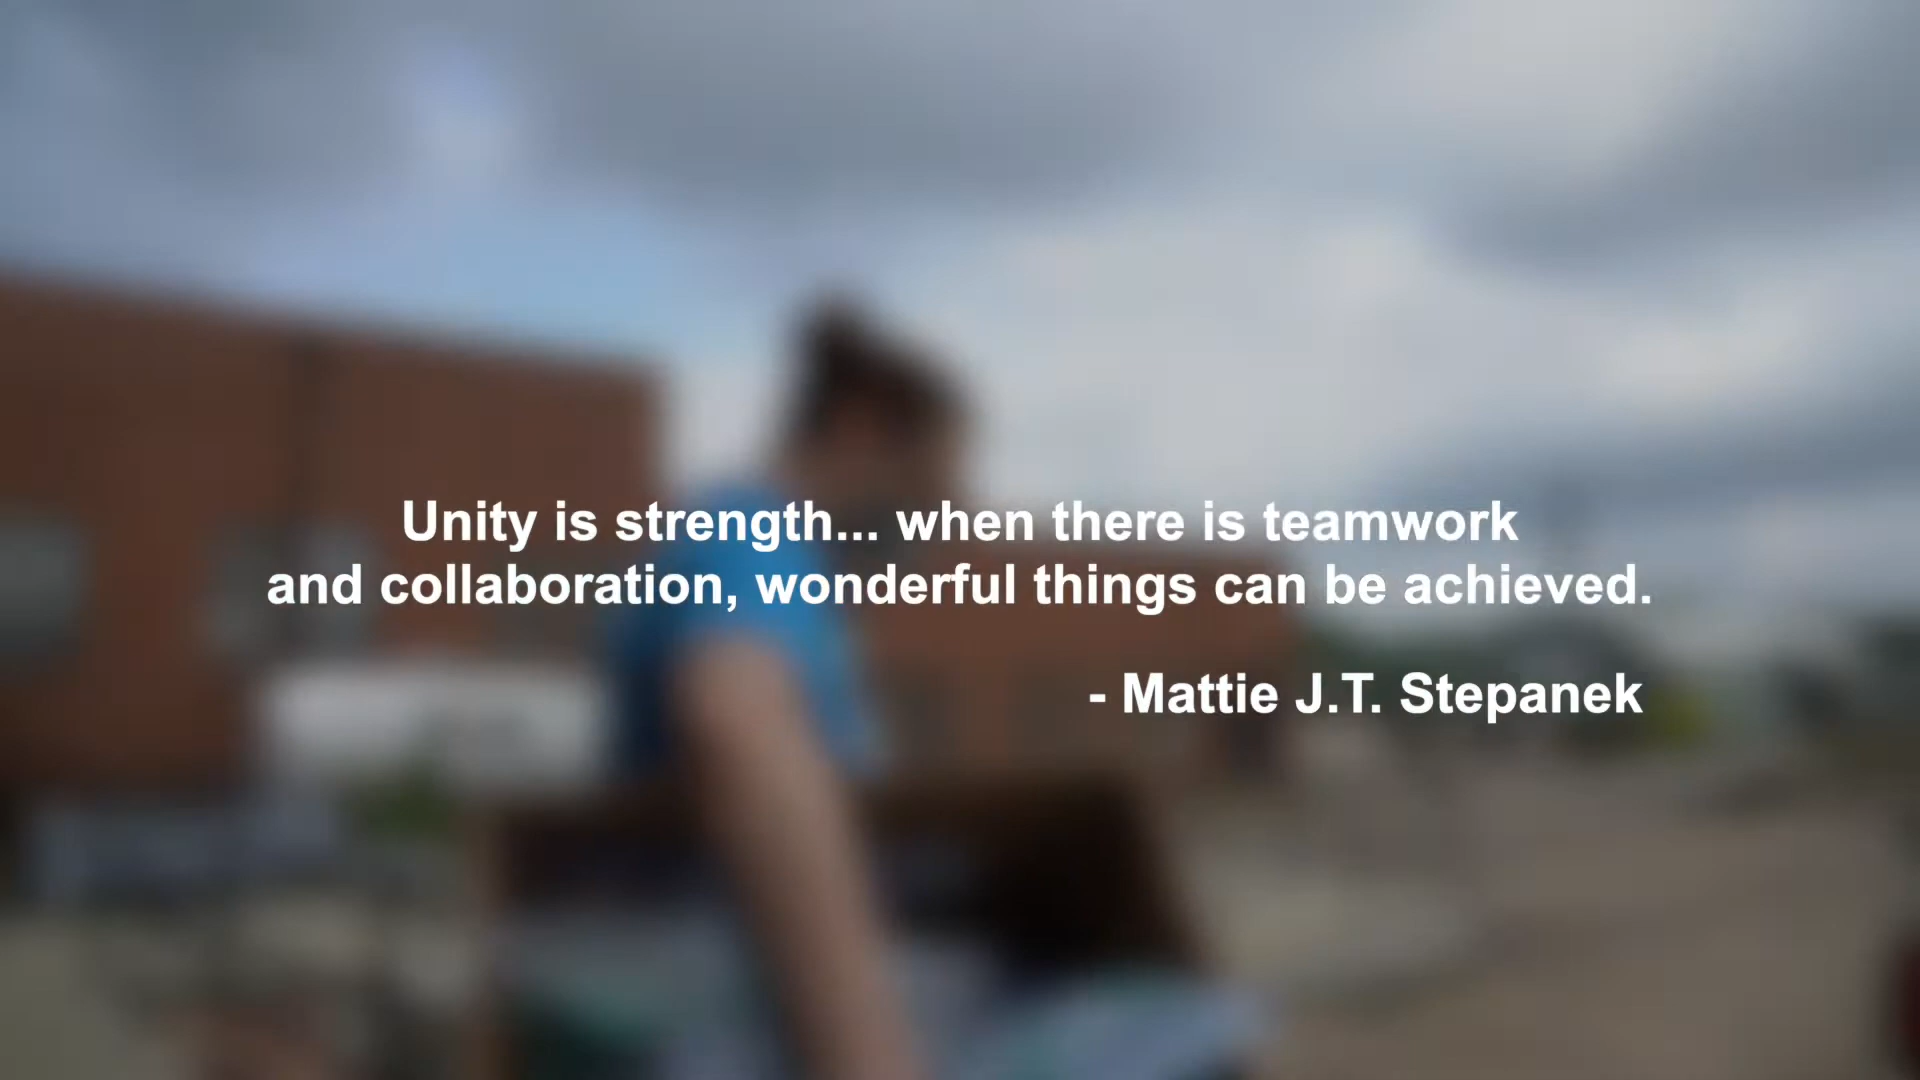 Unity is strength... when there is teamwork
and collaboration, wonderful things can be achieved.
- Mattie J.T. Stepanek